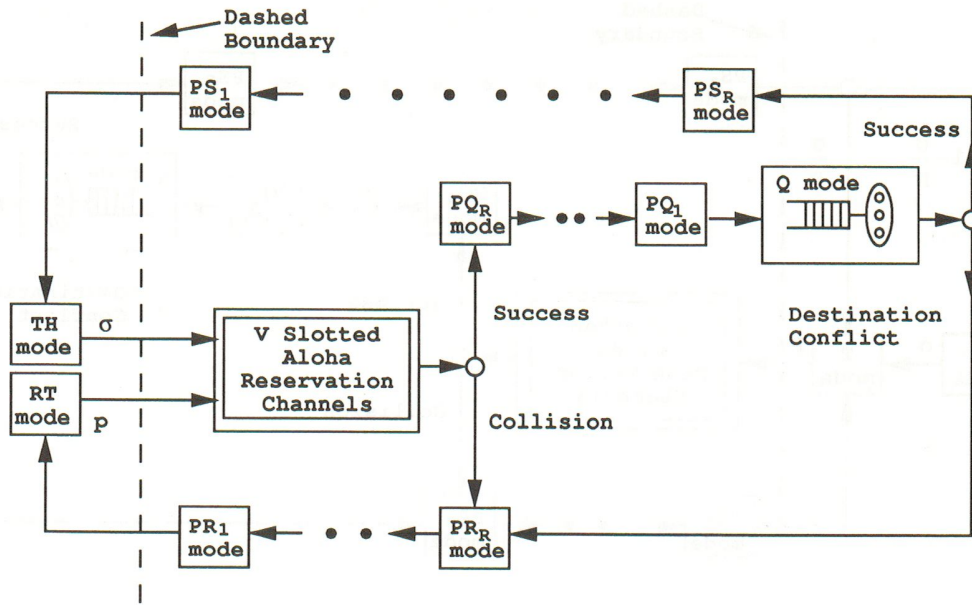 Dashed
Boundary
PS1
mode
PSR
mode
Success
PQR
mode
PQ1
mode
Q mode
TH
mode
σ
V Slotted
Aloha
Reservation
Channels
Success
Destination
Conflict
RT
mode
p
Collision
PR1
mode
PRR
mode